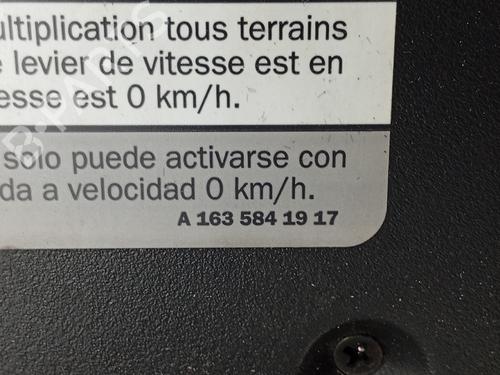 ultiplication tous terrains
e levier de vitesse est en
esse est 0 km/h.
solo puede activarse con
da a velocidad 0 km/h.
A 163 584 19 17